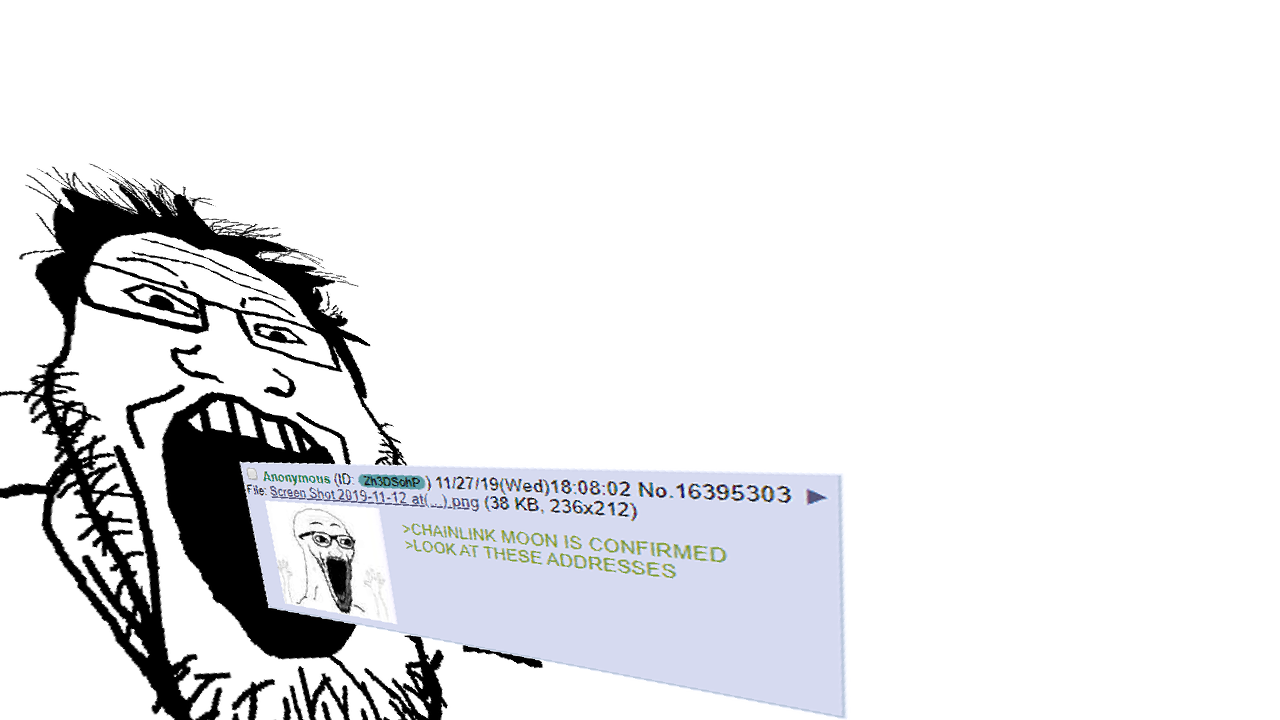 Anonymous (ID: Zh3DSohP) 11/27/19(Wed)18:08:02 No.16395303 ▶
File: Screen Shot 2019-11-12 at(...).png (38 KB, 236x212)
>CHAINLINK MOON IS CONFIRMED
>LOOK AT THESE ADDRESSES